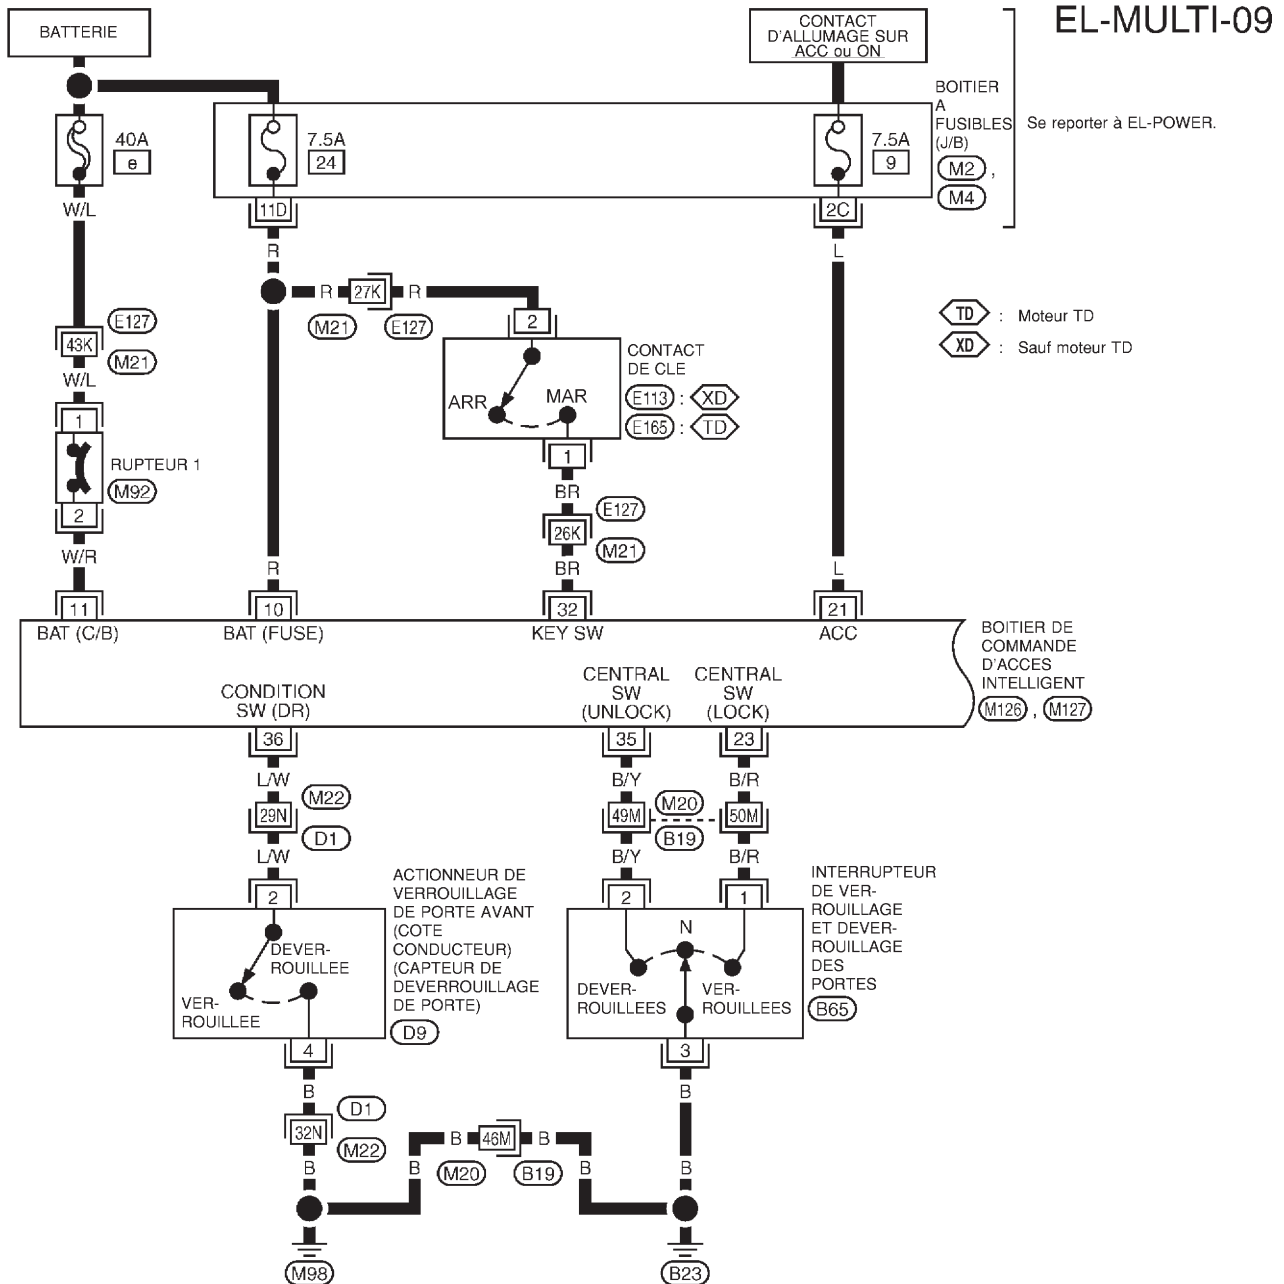 EL-MULTI-09
BATTERIE
CONTACT
D'ALLUMAGE SUR
ACC ou ON
BOITIER
A
FUSIBLES
(J/B)
M2 ,
M4
Se reporter à EL-POWER.
40A
e
7.5A
24
7.5A
9
W/L
11D
2C
R
L
R
27K
R
M21
E127
2
TD : Moteur TD
XD : Sauf moteur TD
E127
43K
M21
W/L
CONTACT
DE CLE
E113 : XD
E165 : TD
ARR
MAR
1
1
RUPTEUR 1
M92
2
BR
E127
26K
M21
W/R
R
BR
L
11
10
32
21
BAT (C/B)
BAT (FUSE)
KEY SW
ACC
BOITIER DE
COMMANDE
D'ACCES
INTELLIGENT
M126 , M127
CONDITION
SW (DR)
CENTRAL
SW
(UNLOCK)
CENTRAL
SW
(LOCK)
36
35
23
L/W
B/Y
B/R
M22
29N
D1
49M
M20
B19
50M
L/W
B/Y
B/R
2
2
1
ACTIONNEUR DE
VERROUILLAGE
DE PORTE AVANT
(COTE
CONDUCTEUR)
(CAPTEUR DE
DEVERROUILLAGE
DE PORTE)
D9
DEVER-
ROUILLEE
VER-
ROUILLEE
N
DEVER-
ROUILLEES
VER-
ROUILLEES
INTERRUPTEUR
DE VER-
ROUILLAGE
ET DEVER-
ROUILLAGE
DES
PORTES
B65
4
3
B
B
D1
32N
M22
B
B
46M
B
M20
B19
B
B
B
B
M98
B23